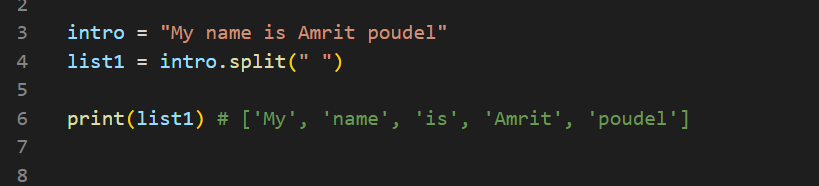 2
3 intro = "My name is Amrit poudel"
4 list1 = intro.split(" ")
5
6 print(list1) # ['My', 'name', 'is', 'Amrit', 'poudel']
7
8